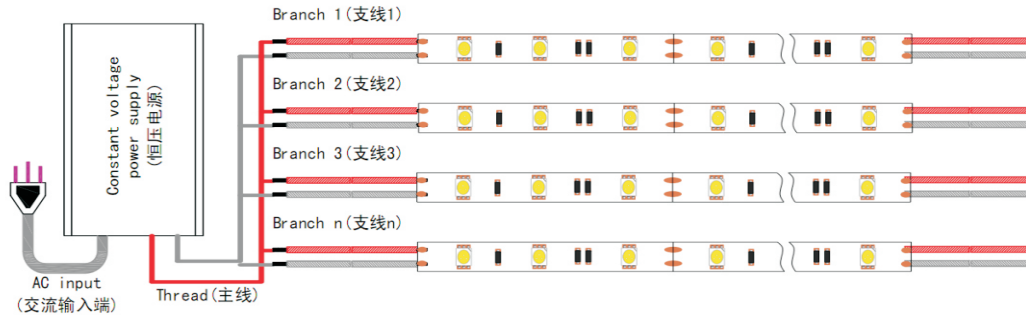 Branch 1(支线1)
Branch 2(支线2)
Branch 3(支线3)
Branch n(支线n)
Constant voltage
power supply
(恒压电源)
AC input
(交流输入端)
Thread(主线)